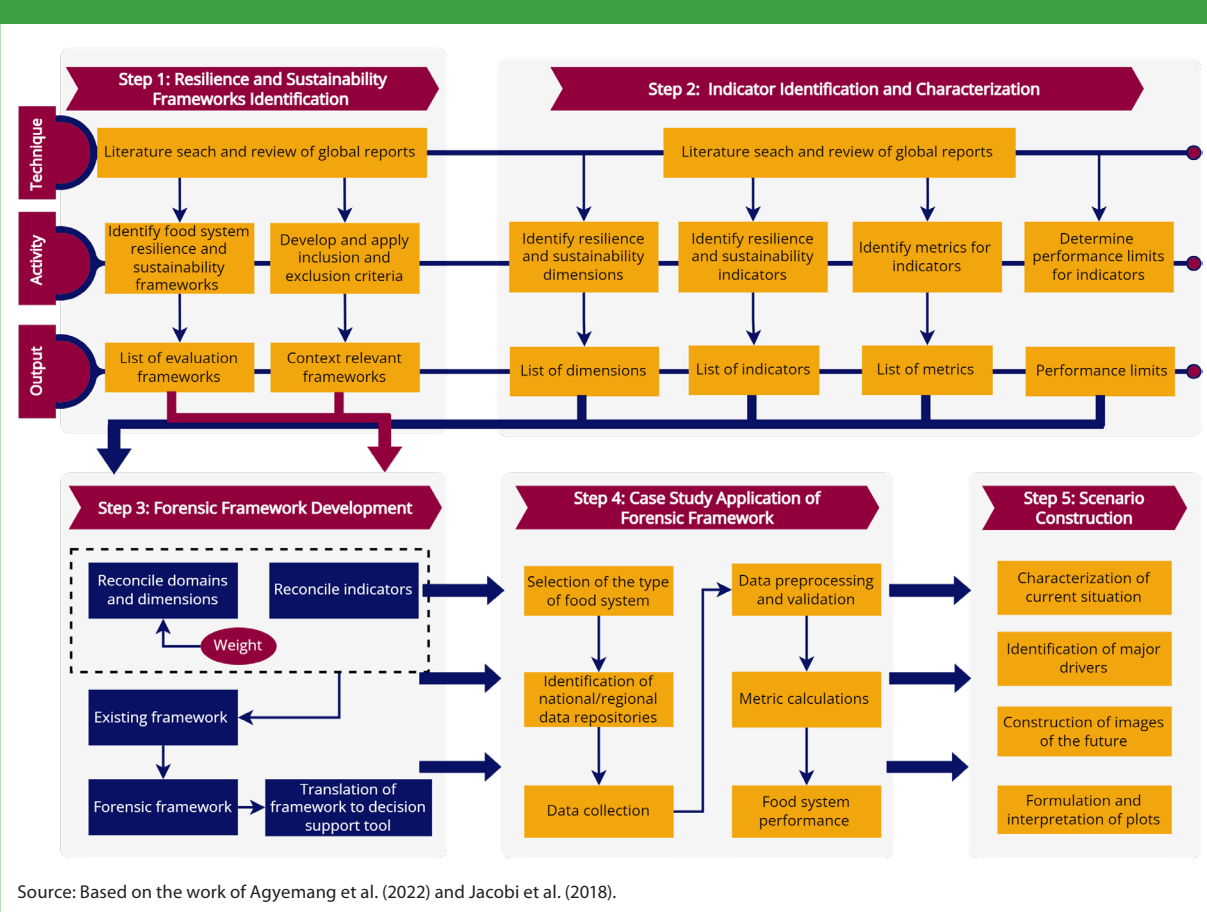 Step 1: Resilience and Sustainability
Frameworks Identification
Step 2: Indicator Identification and Characterization
Technique
Literature seach and review of global reports
Literature seach and review of global reports
Activity
Identify food system
resilience and
sustainability
frameworks
Develop and apply
inclusion and
exclusion criteria
Identify resilience
and sustainability
dimensions
Identify resilience
and sustainability
indicators
Identify metrics for
indicators
Determine
performance limits
for indicators
Output
List of evaluation
frameworks
Context relevant
frameworks
List of dimensions
List of indicators
List of metrics
Performance limits
Step 3: Forensic Framework Development
Reconcile domains
and dimensions
Reconcile indicators
Weight
Existing framework
Forensic framework
Translation of
framework to decision
support tool
Step 4: Case Study Application of
Forensic Framework
Selection of the type
of food system
Identification of
national/regional
data repositories
Data collection
Data preprocessing
and validation
Metric calculations
Food system
performance
Step 5: Scenario
Construction
Characterization of
current situation
Identification of major
drivers
Construction of images
of the future
Formulation and
interpretation of plots
Source: Based on the work of Agyemang et al. (2022) and Jacobi et al. (2018).